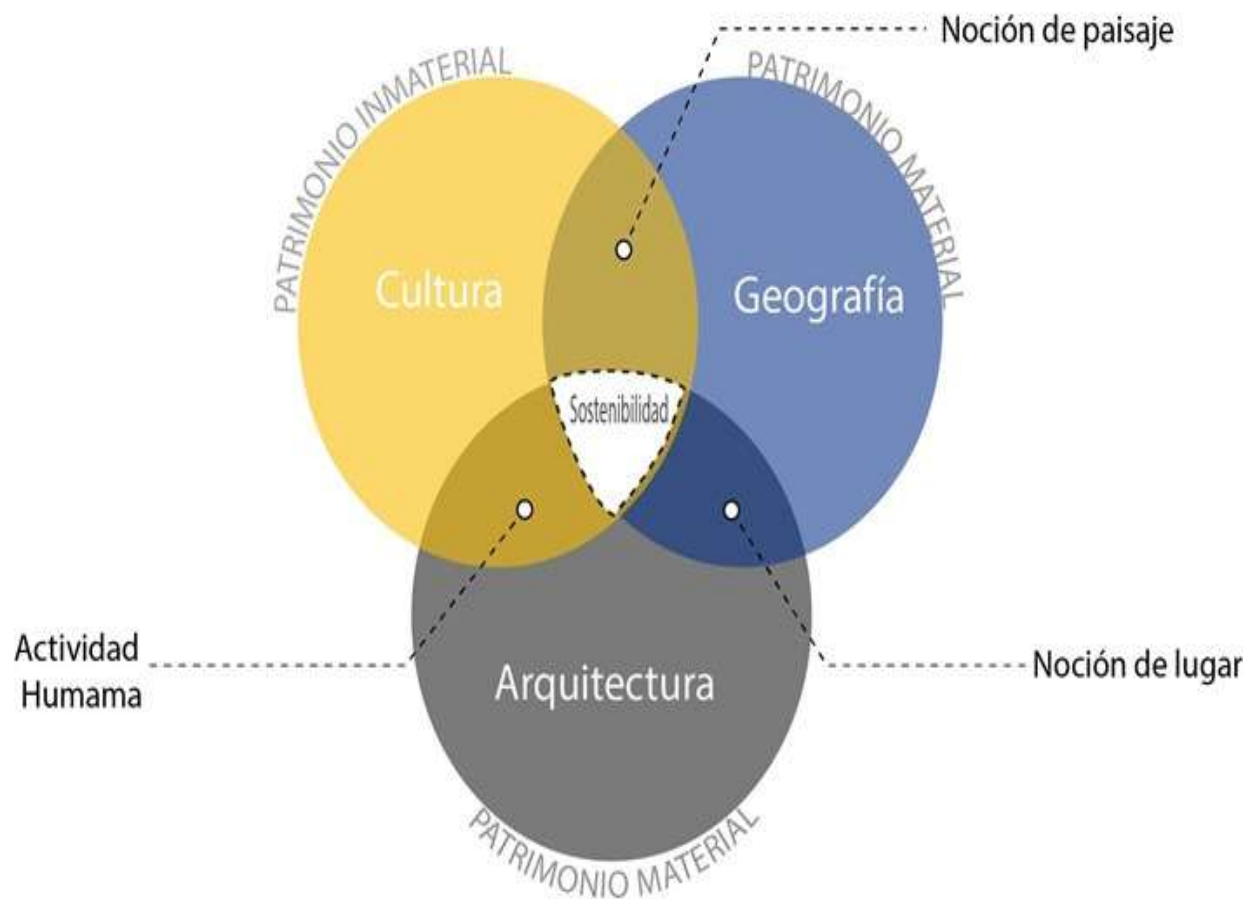 Noción de paisaje
PATRIMONIO INMATERIAL
PATRIMONIO MATERIAL
Cultura
Geografía
Sostenibilidad
Actividad
Humama
Noción de lugar
Arquitectura
PATRIMONIO MATERIAL